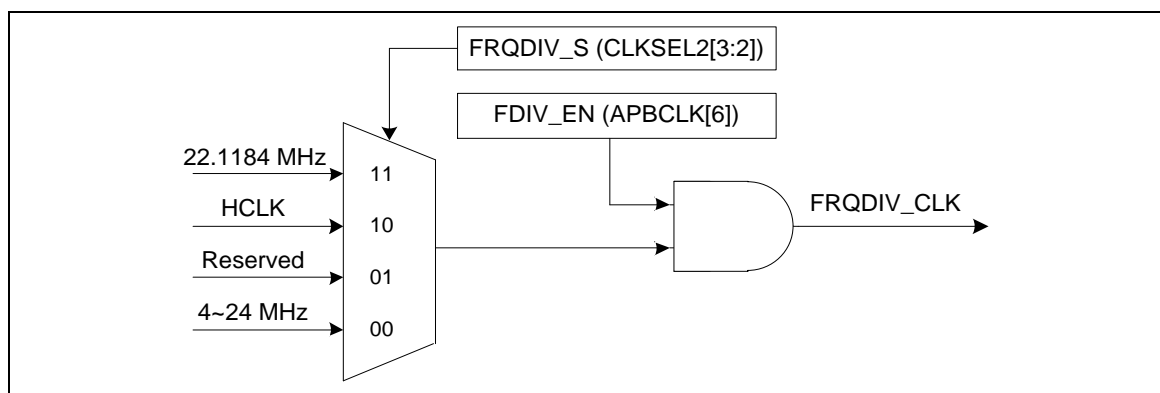 FRQDIV_S (CLKSEL2[3:2])
FDIV_EN (APBCLK[6])
22.1184 MHz
11
HCLK
10
FRQDIV_CLK
Reserved
01
4~24 MHz
00